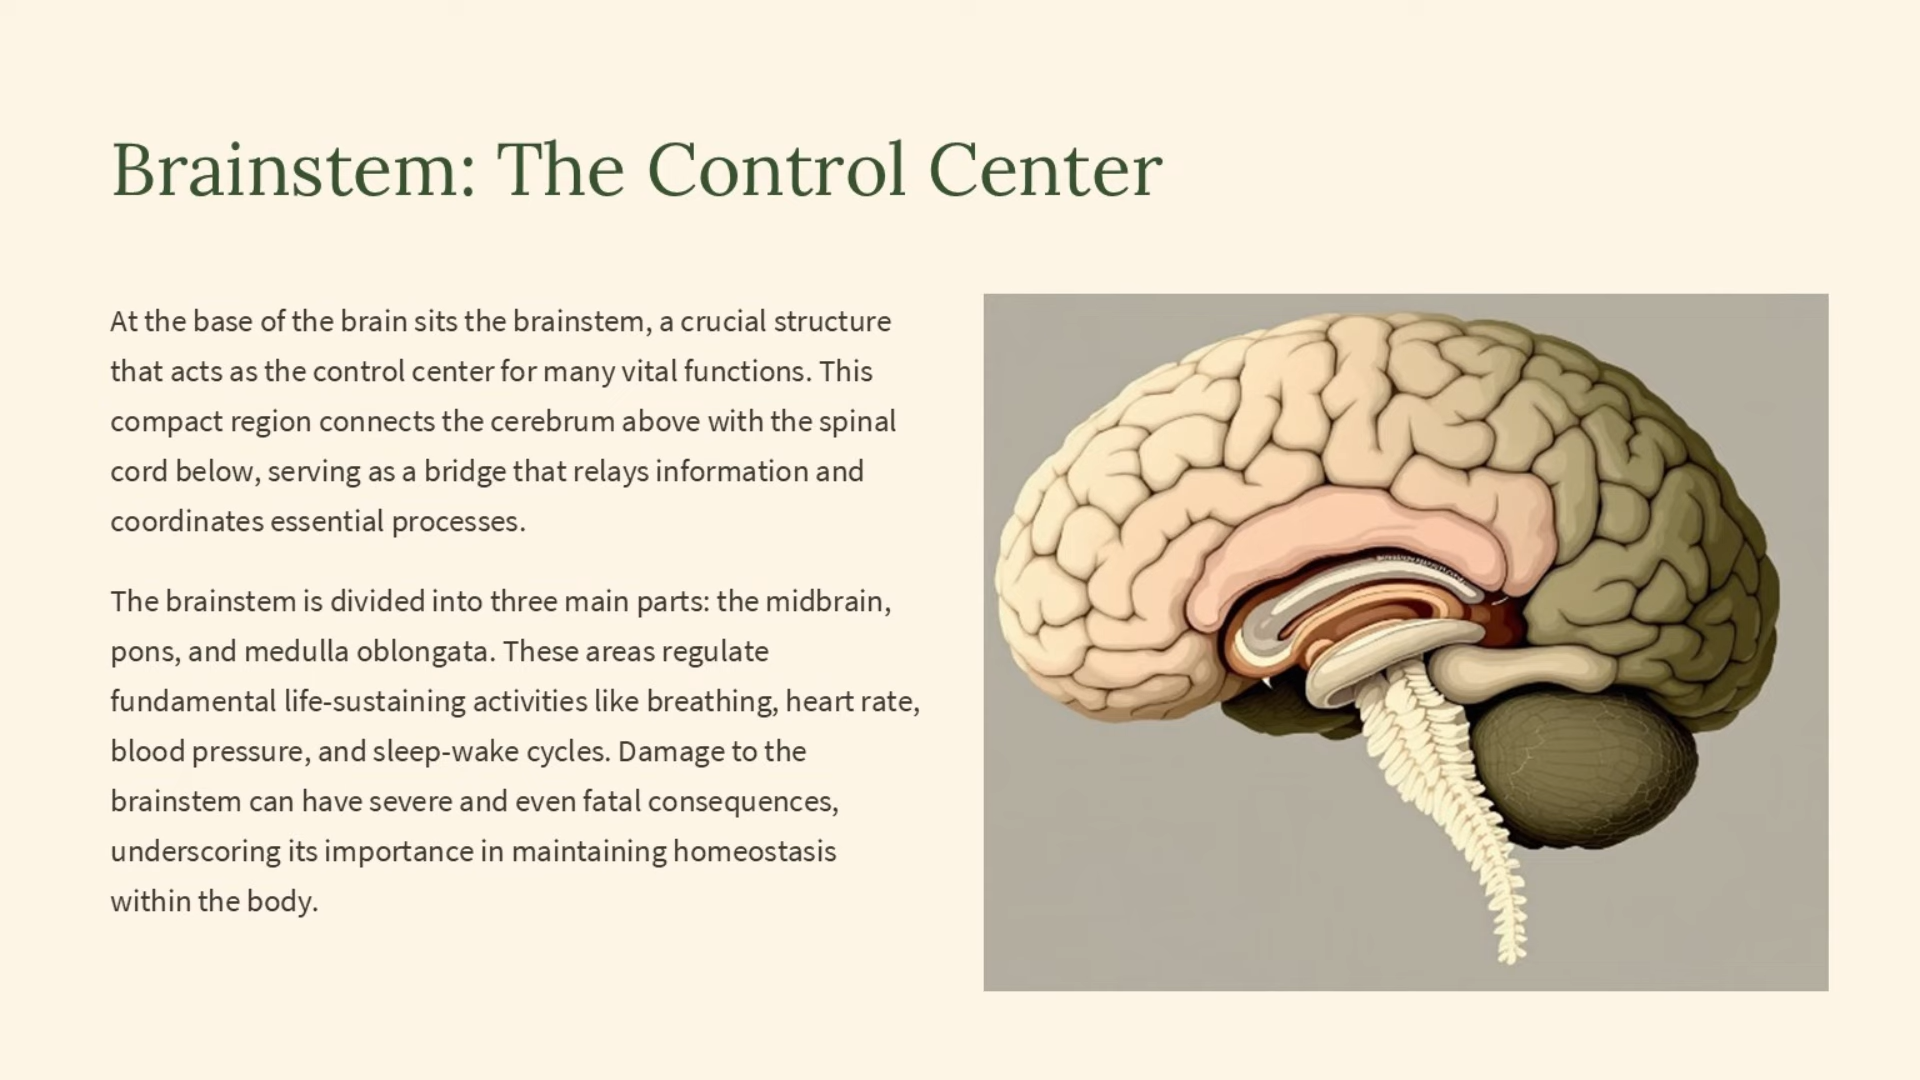 Brainstem: The Control Center
At the base of the brain sits the brainstem, a crucial structure
that acts as the control center for many vital functions. This
compact region connects the cerebrum above with the spinal
cord below, serving as a bridge that relays information and
coordinates essential processes.
The brainstem is divided into three main parts: the midbrain,
pons, and medulla oblongata. These areas regulate
fundamental life-sustaining activities like breathing, heart rate,
blood pressure, and sleep-wake cycles. Damage to the
brainstem can have severe and even fatal consequences,
underscoring its importance in maintaining homeostasis
within the body.